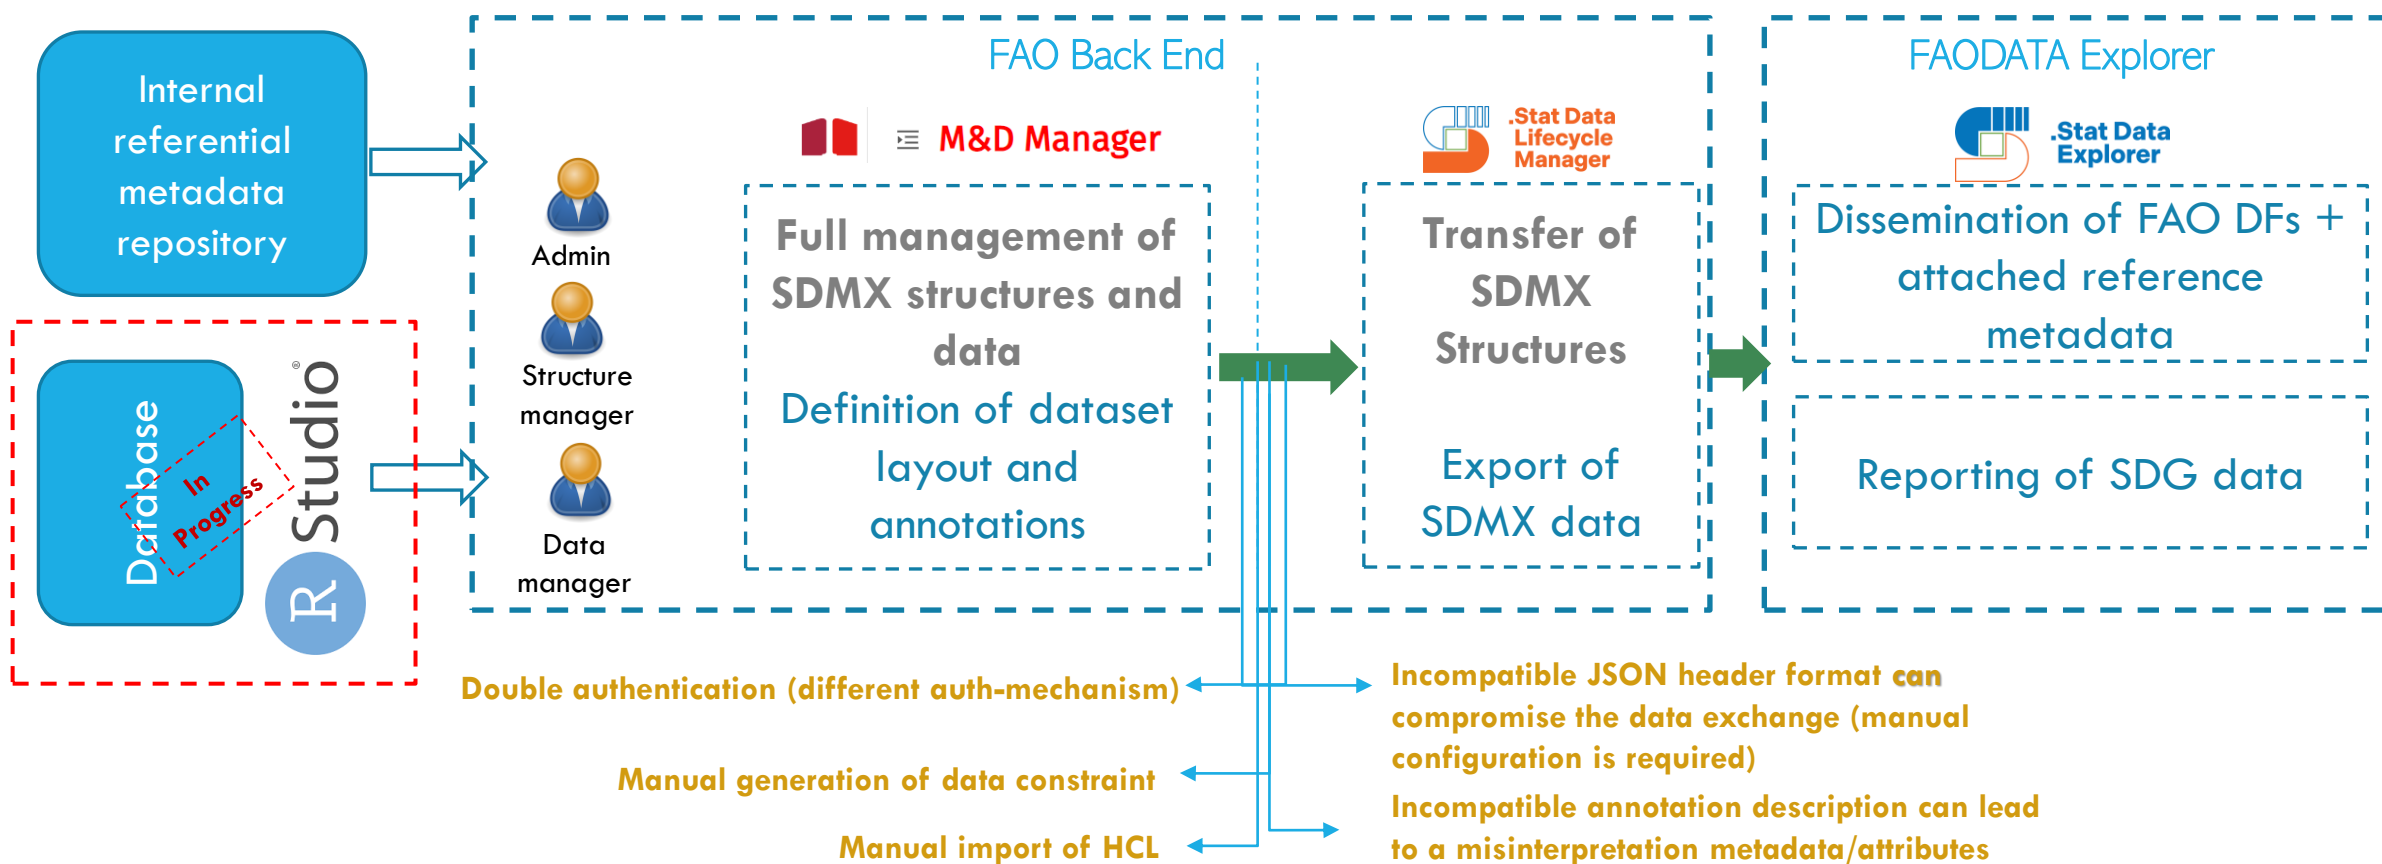 Internal
referential
metadata
repository
Database
In
Progress
R
Studio®
FAO Back End
Admin
Structure
manager
Data
manager
M&D Manager
Full management of
SDMX structures and
data
Definition of dataset
layout and
annotations
.Stat Data
Lifecycle
Manager
Transfer of
SDMX
Structures
Export of
SDMX data
FAODATA Explorer
.Stat Data
Explorer
Dissemination of FAO DFs +
attached reference
metadata
Reporting of SDG data
Double authentication (different auth-mechanism)
Manual generation of data constraint
Manual import of HCL
Incompatible JSON header format can
compromise the data exchange (manual
configuration is required)
Incompatible annotation description can lead
to a misinterpretation metadata/attributes